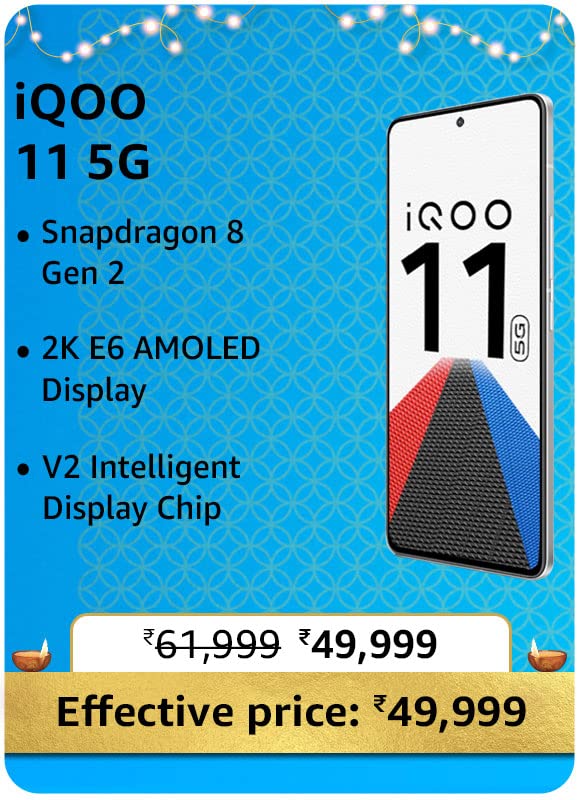 iQOO
11 5G
• Snapdragon 8
Gen 2
• 2K E6 AMOLED
Display
• V2 Intelligent
Display Chip
iQOO
11
5G
₹61,999 ₹49,999
Effective price: ₹49,999